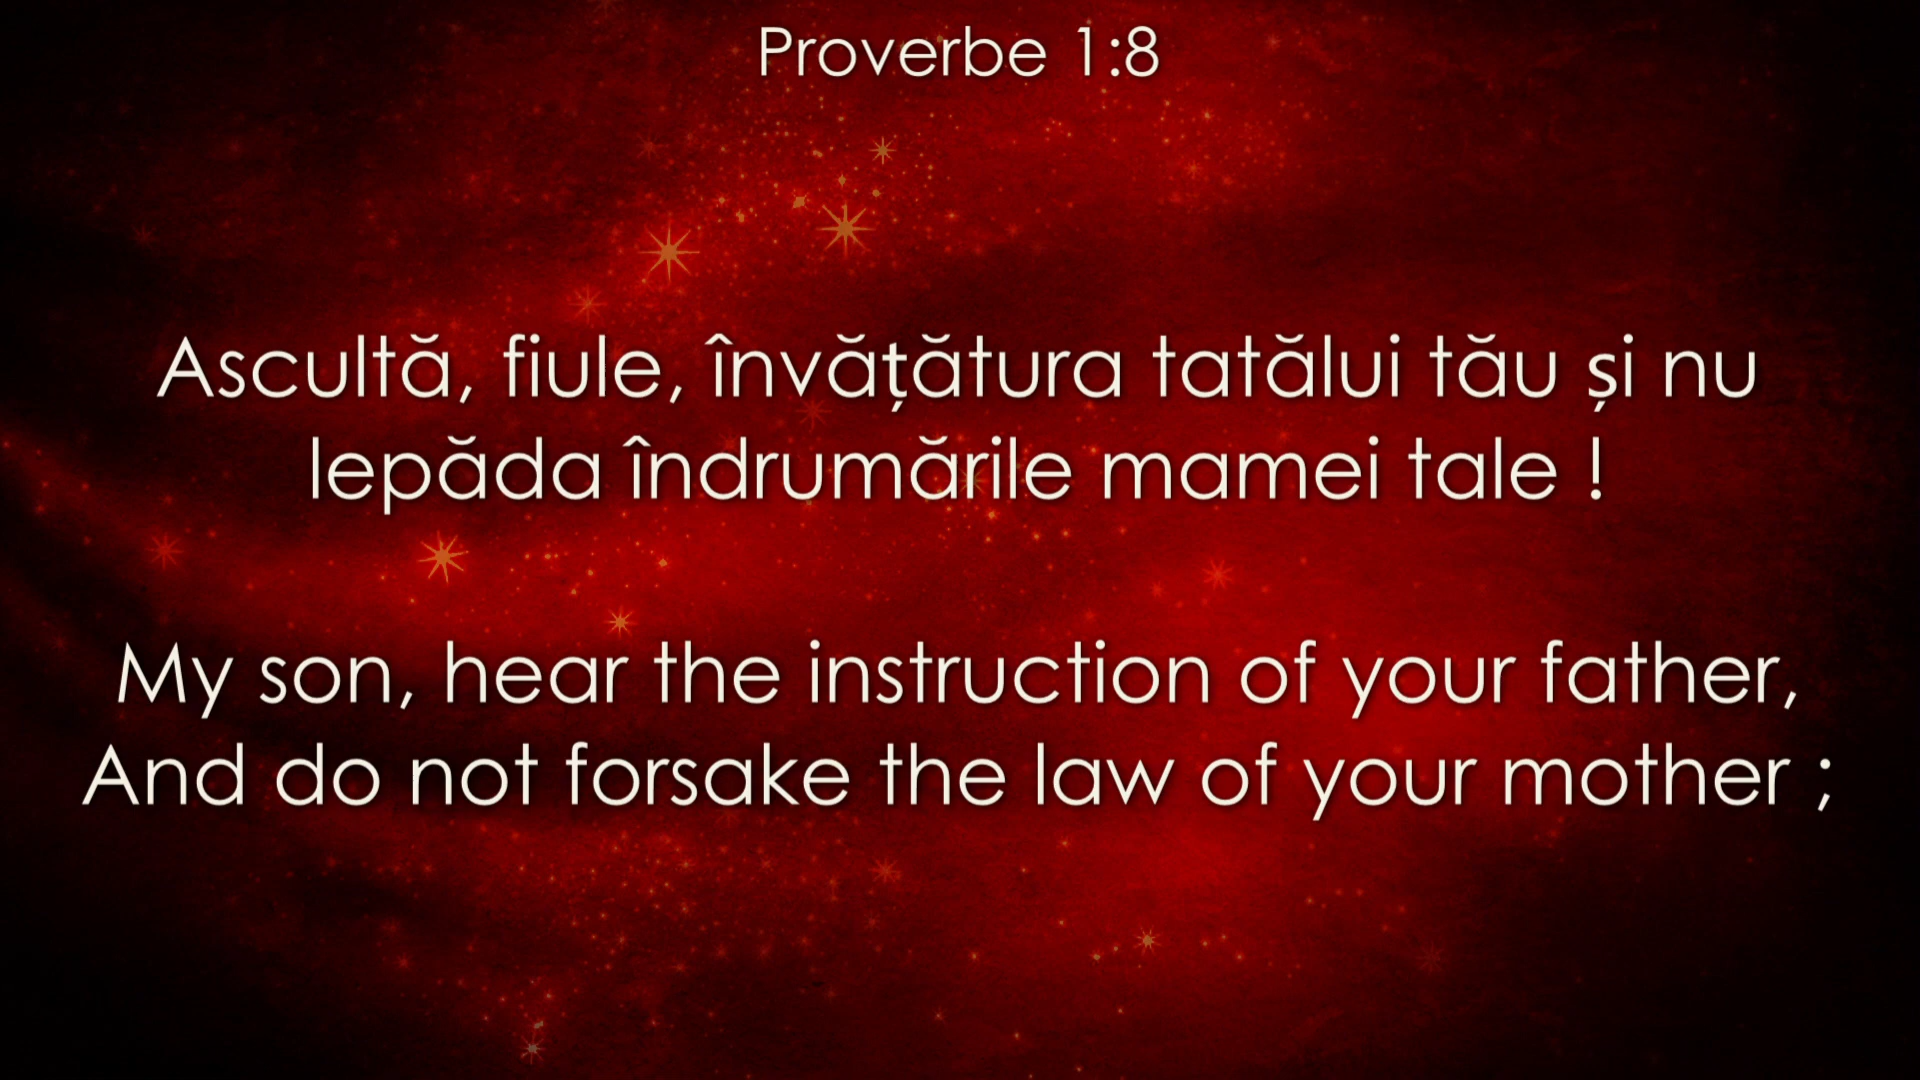 Proverbe 1:8
Ascultă, fiule, învățătura tatălui tău și nu
lepăda îndrumările mamei tale !
My son, hear the instruction of your father,
And do not forsake the law of your mother ;